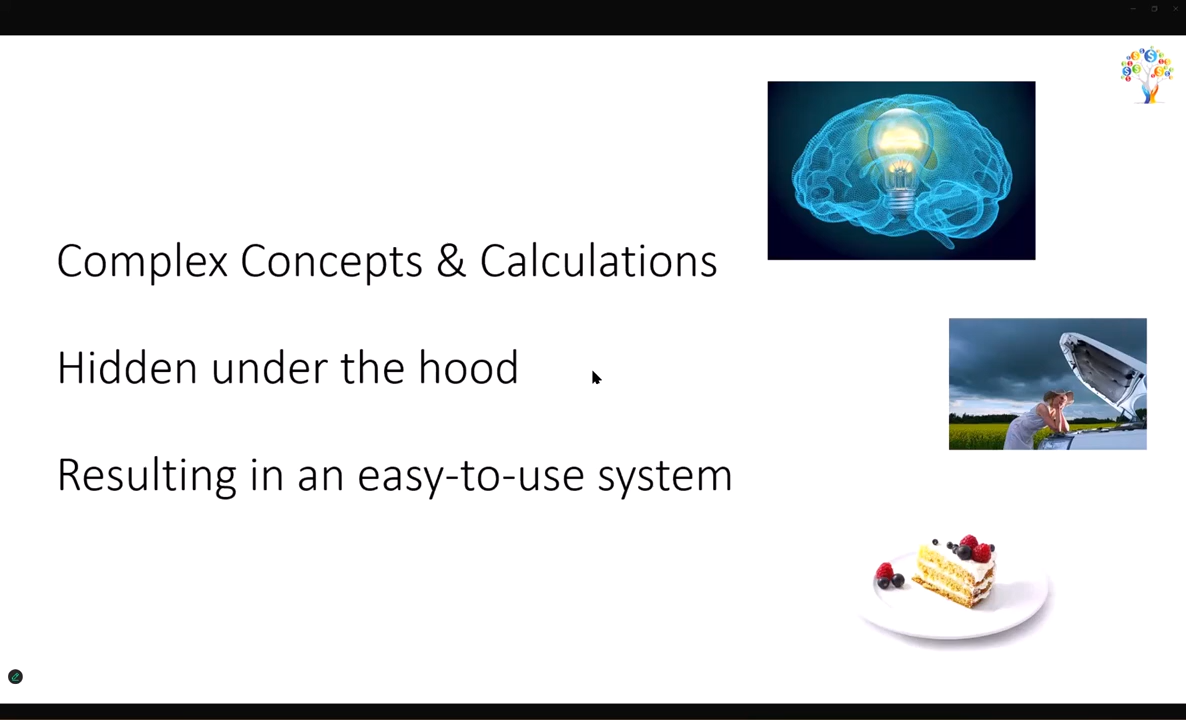 Complex Concepts & Calculations
Hidden under the hood
Resulting in an easy-to-use system